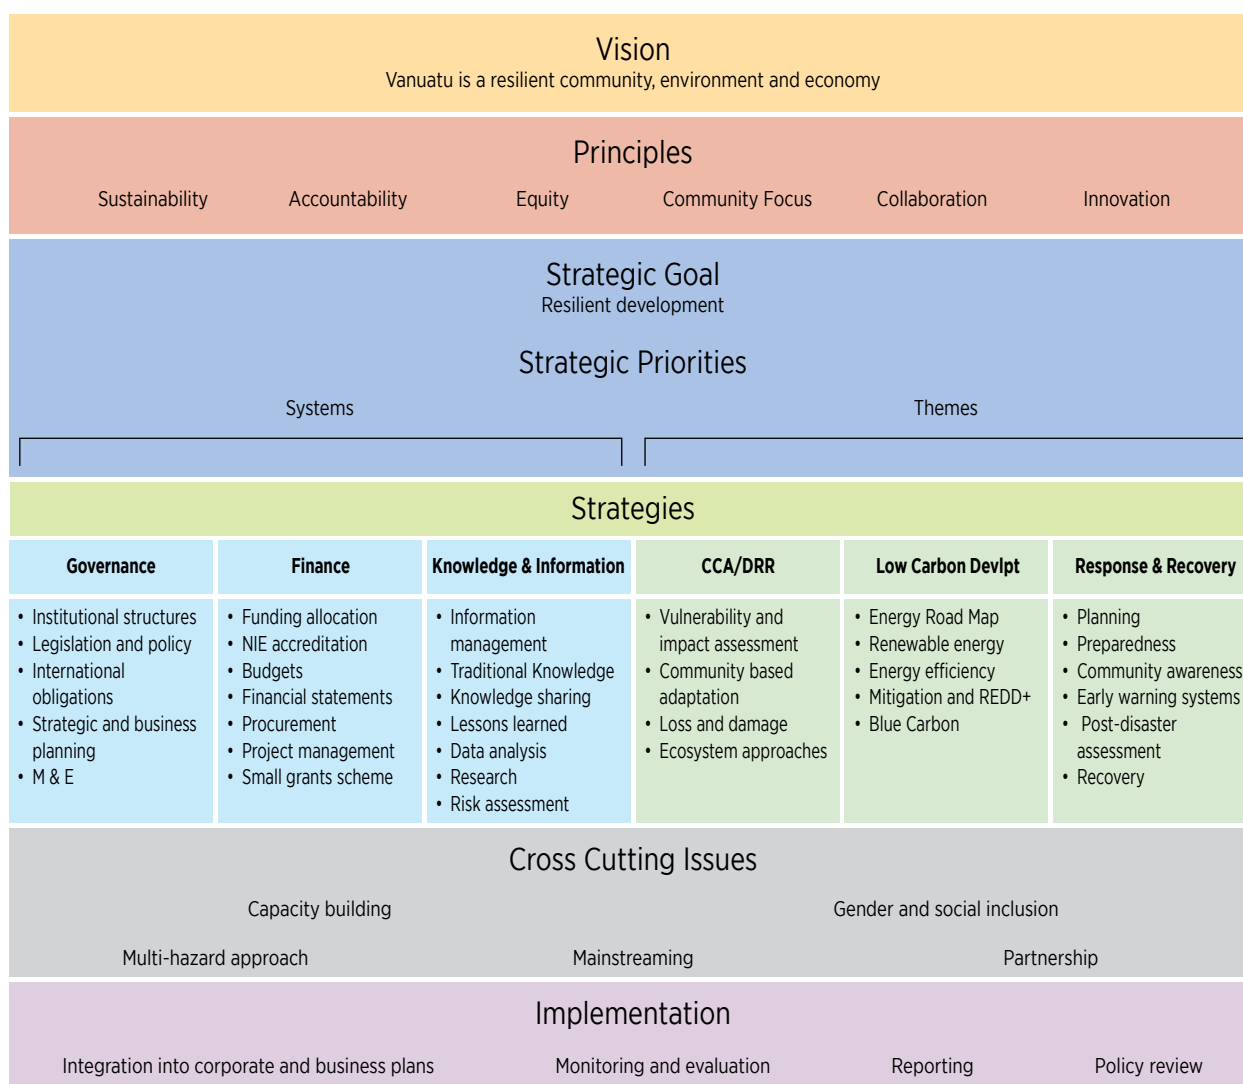 Vision
Vanuatu is a resilient community, environment and economy
Principles
Sustainability Accountability Equity Community Focus Collaboration Innovation
Strategic Goal
Resilient development
Strategic Priorities
Systems Themes
Strategies
Governance
• Institutional structures
• Legislation and policy
• International
obligations
• Strategic and business
planning
• M & E
Finance
• Funding allocation
• NIE accreditation
• Budgets
• Financial statements
• Procurement
• Project management
• Small grants scheme
Knowledge & Information
• Information
management
• Traditional Knowledge
• Knowledge sharing
• Lessons learned
• Data analysis
• Research
• Risk assessment
CCA/DRR
• Vulnerability and
impact assessment
• Community based
adaptation
• Loss and damage
• Ecosystem approaches
Low Carbon Devlpt
• Energy Road Map
• Renewable energy
• Energy efficiency
• Mitigation and REDD+
• Blue Carbon
Response & Recovery
• Planning
• Preparedness
• Community awareness
• Early warning systems
• Post-disaster
assessment
• Recovery
Cross Cutting Issues
Capacity building Gender and social inclusion
Multi-hazard approach Mainstreaming Partnership
Implementation
Integration into corporate and business plans Monitoring and evaluation Reporting Policy review